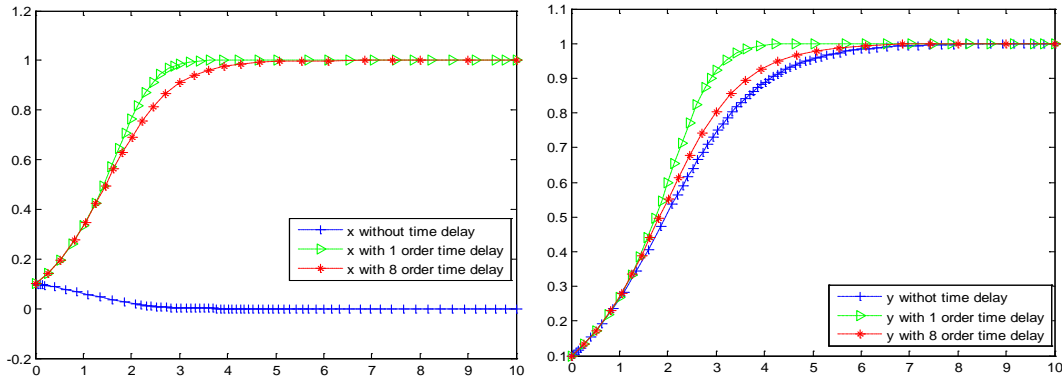 1.2
1
0.8
0.6
0.4
0.2
0
-0.2
0 1 2 3 4 5 6 7 8 9 10
x without time delay
x with 1 order time delay
x with 8 order time delay
1.1
1
0.9
0.8
0.7
0.6
0.5
0.4
0.3
0.2
0.1
0 1 2 3 4 5 6 7 8 9 10
y withot time delay
y with 1 order time delay
y with 8 order time delay